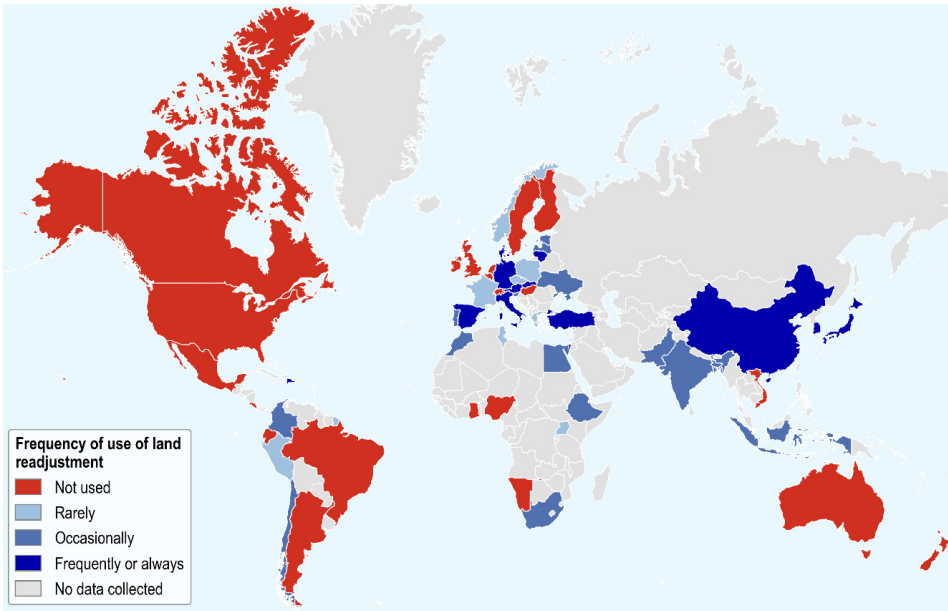 Frequency of use of land
readjustment
Not used
Rarely
Occasionally
Frequently or always
No data collected